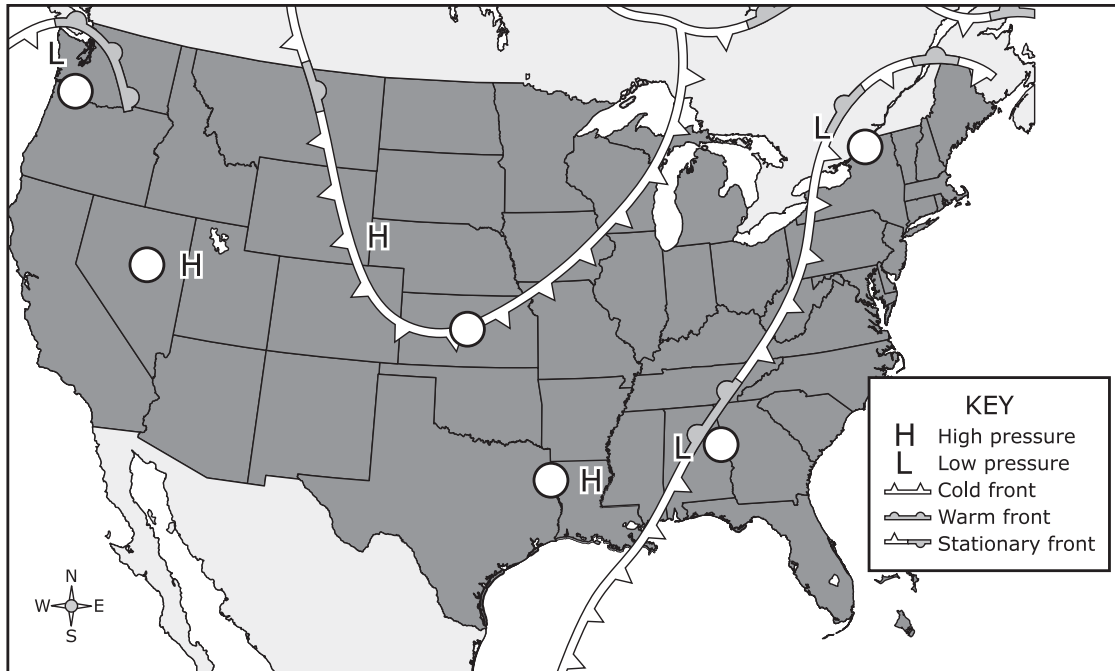 L
L
H
H
L
H
KEY
H High pressure
L Low pressure
Cold front
Warm front
Stationary front
N
W E
S